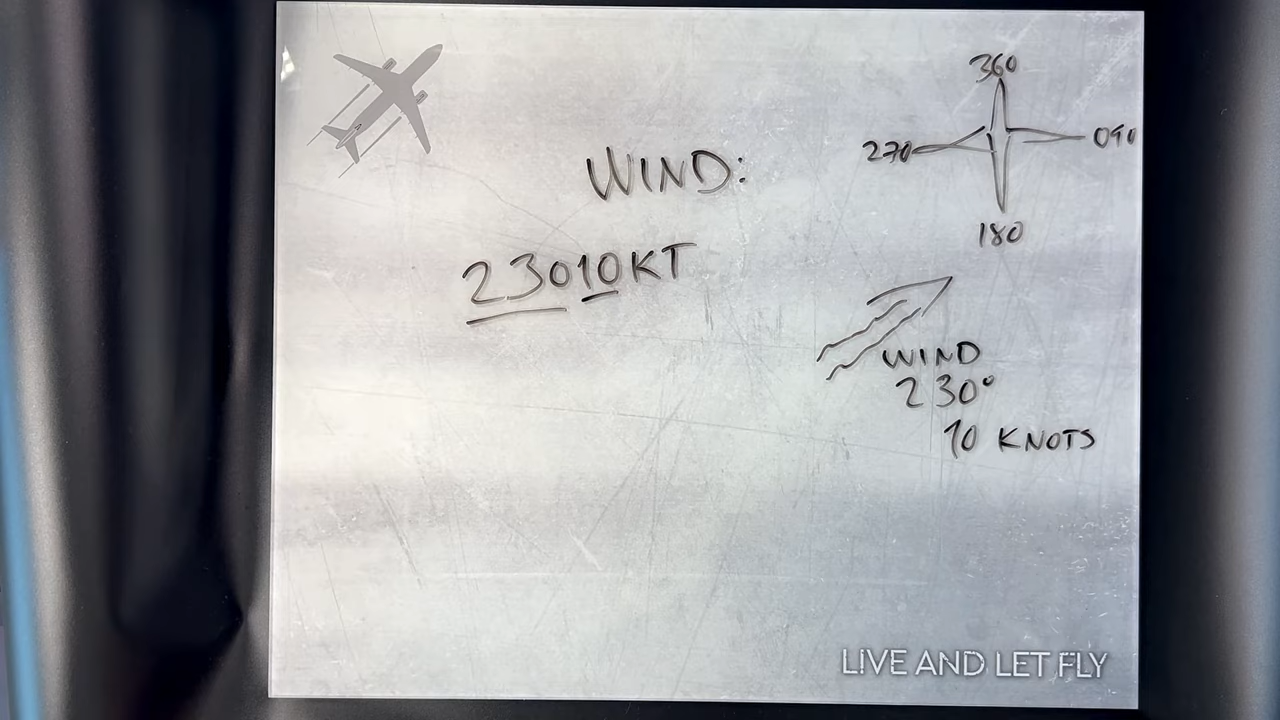 WIND:
23010KT
360
270
090
180
WIND
230°
10 KNOTS
LIVE AND LET FLY